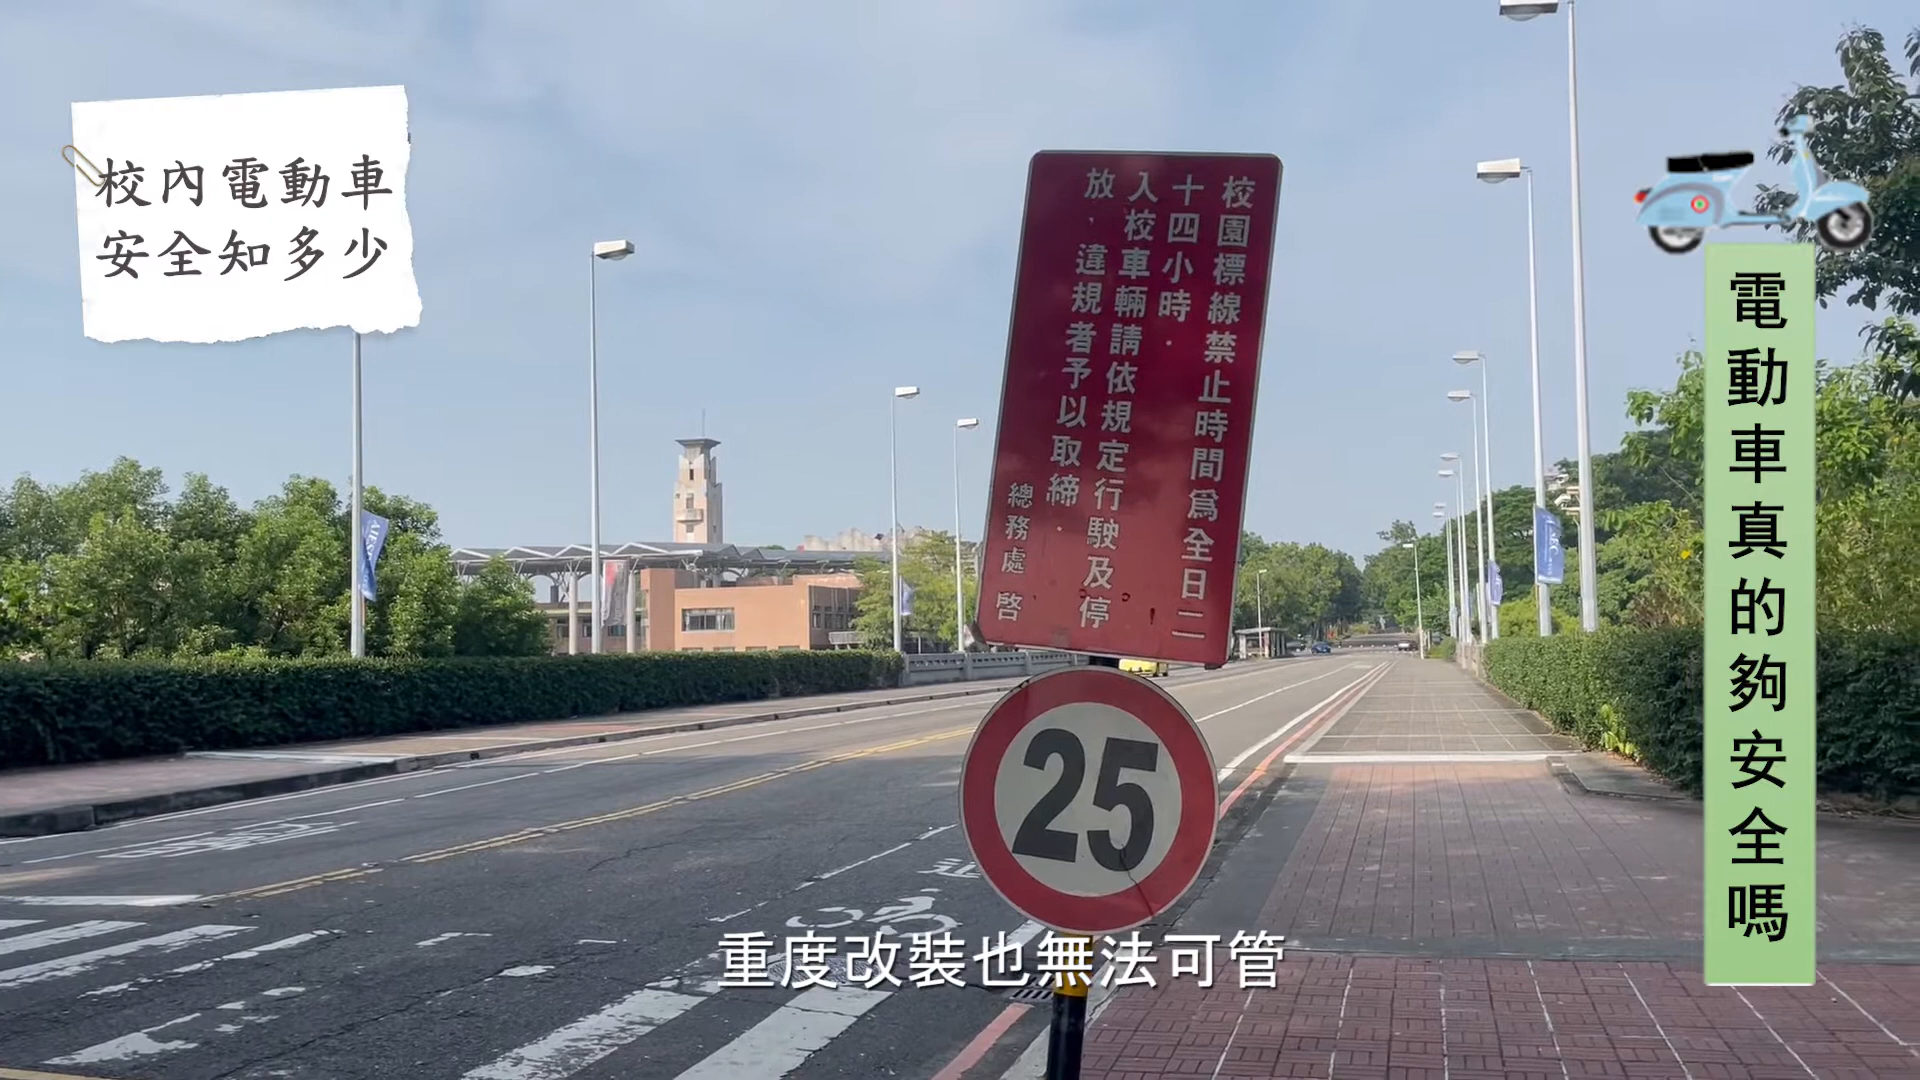 校內電動車
安全知多少
校園標線禁止時間為全日二
十四小時．
入校車輛請依規定行駛及停
放．違規者予以取締．
總務處 啓
25
電動車真的夠安全嗎
重度改裝也無法可管